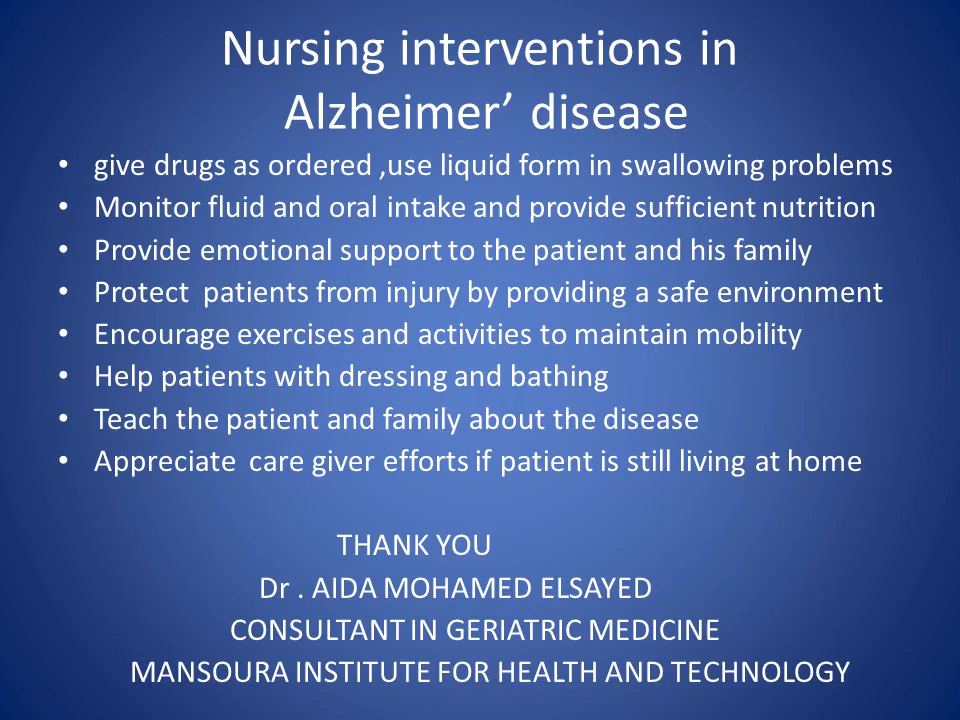 Nursing interventions in
Alzheimer’ disease
• give drugs as ordered ,use liquid form in swallowing problems
• Monitor fluid and oral intake and provide sufficient nutrition
• Provide emotional support to the patient and his family
• Protect  patients from injury by providing a safe environment
• Encourage exercises and activities to maintain mobility
• Help patients with dressing and bathing
• Teach the patient and family about the disease
• Appreciate  care giver efforts if patient is still living at home
THANK YOU
Dr . AIDA MOHAMED ELSAYED
CONSULTANT IN GERIATRIC MEDICINE
MANSOURA INSTITUTE FOR HEALTH AND TECHNOLOGY